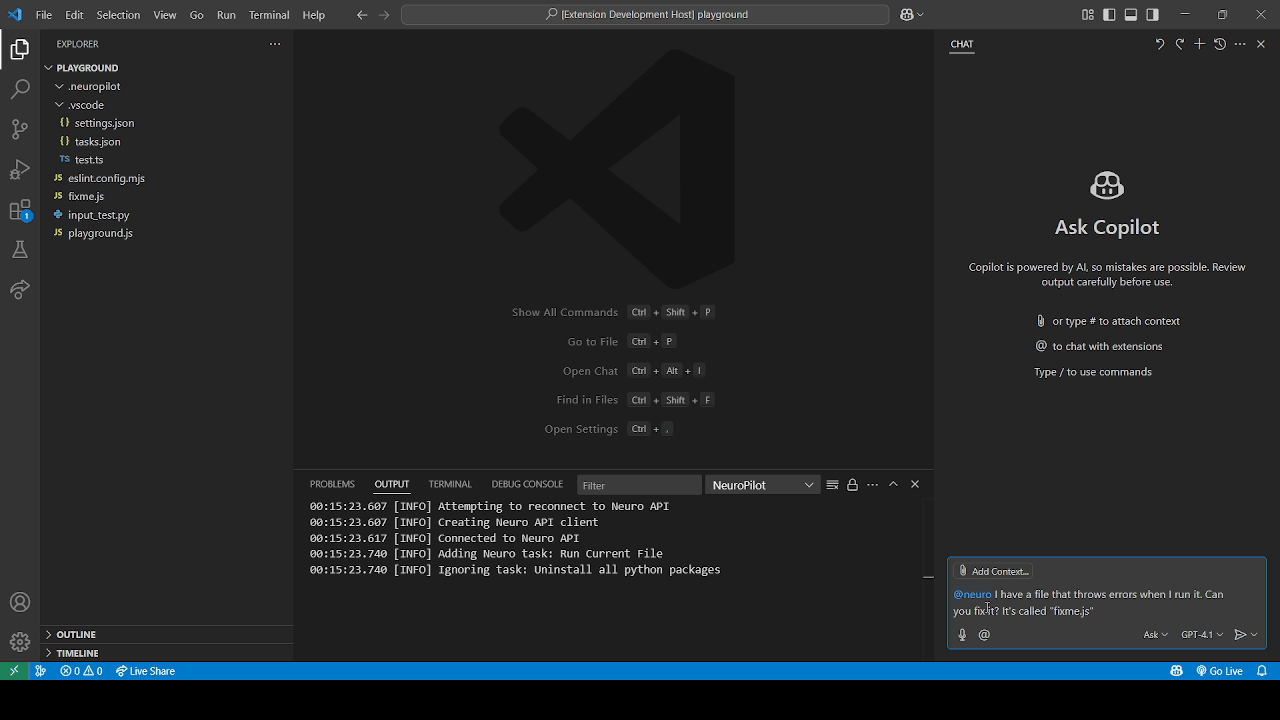 File Edit Selection View Go Run Terminal Help
[Extension Development Host] playground
EXPLORER
PLAYGROUND
.neuropilot
.vscode
{} settings.json
{} tasks.json
TS test.ts
JS eslint.config.mjs
JS fixme.js
input_test.py
JS playground.js
1
OUTLINE
TIMELINE
Show All Commands Ctrl + Shift + P
Go to File Ctrl + P
Open Chat Ctrl + Alt + I
Find in Files Ctrl + Shift + F
Open Settings Ctrl + ,
PROBLEMS OUTPUT TERMINAL DEBUG CONSOLE Filter NeuroPilot
00:15:23.607 [INFO] Attempting to reconnect to Neuro API
00:15:23.607 [INFO] Creating Neuro API client
00:15:23.617 [INFO] Connected to Neuro API
00:15:23.740 [INFO] Adding Neuro task: Run Current File
00:15:23.740 [INFO] Ignoring task: Uninstall all python packages
CHAT
Ask Copilot
Copilot is powered by AI, so mistakes are possible. Review
output carefully before use.
or type # to attach context
@ to chat with extensions
Type / to use commands
Add Context...
@neuro I have a file that throws errors when I run it. Can
you fix it? It's called "fixme.js"
@ Ask GPT-4.1
0 0 Live Share
Go Live